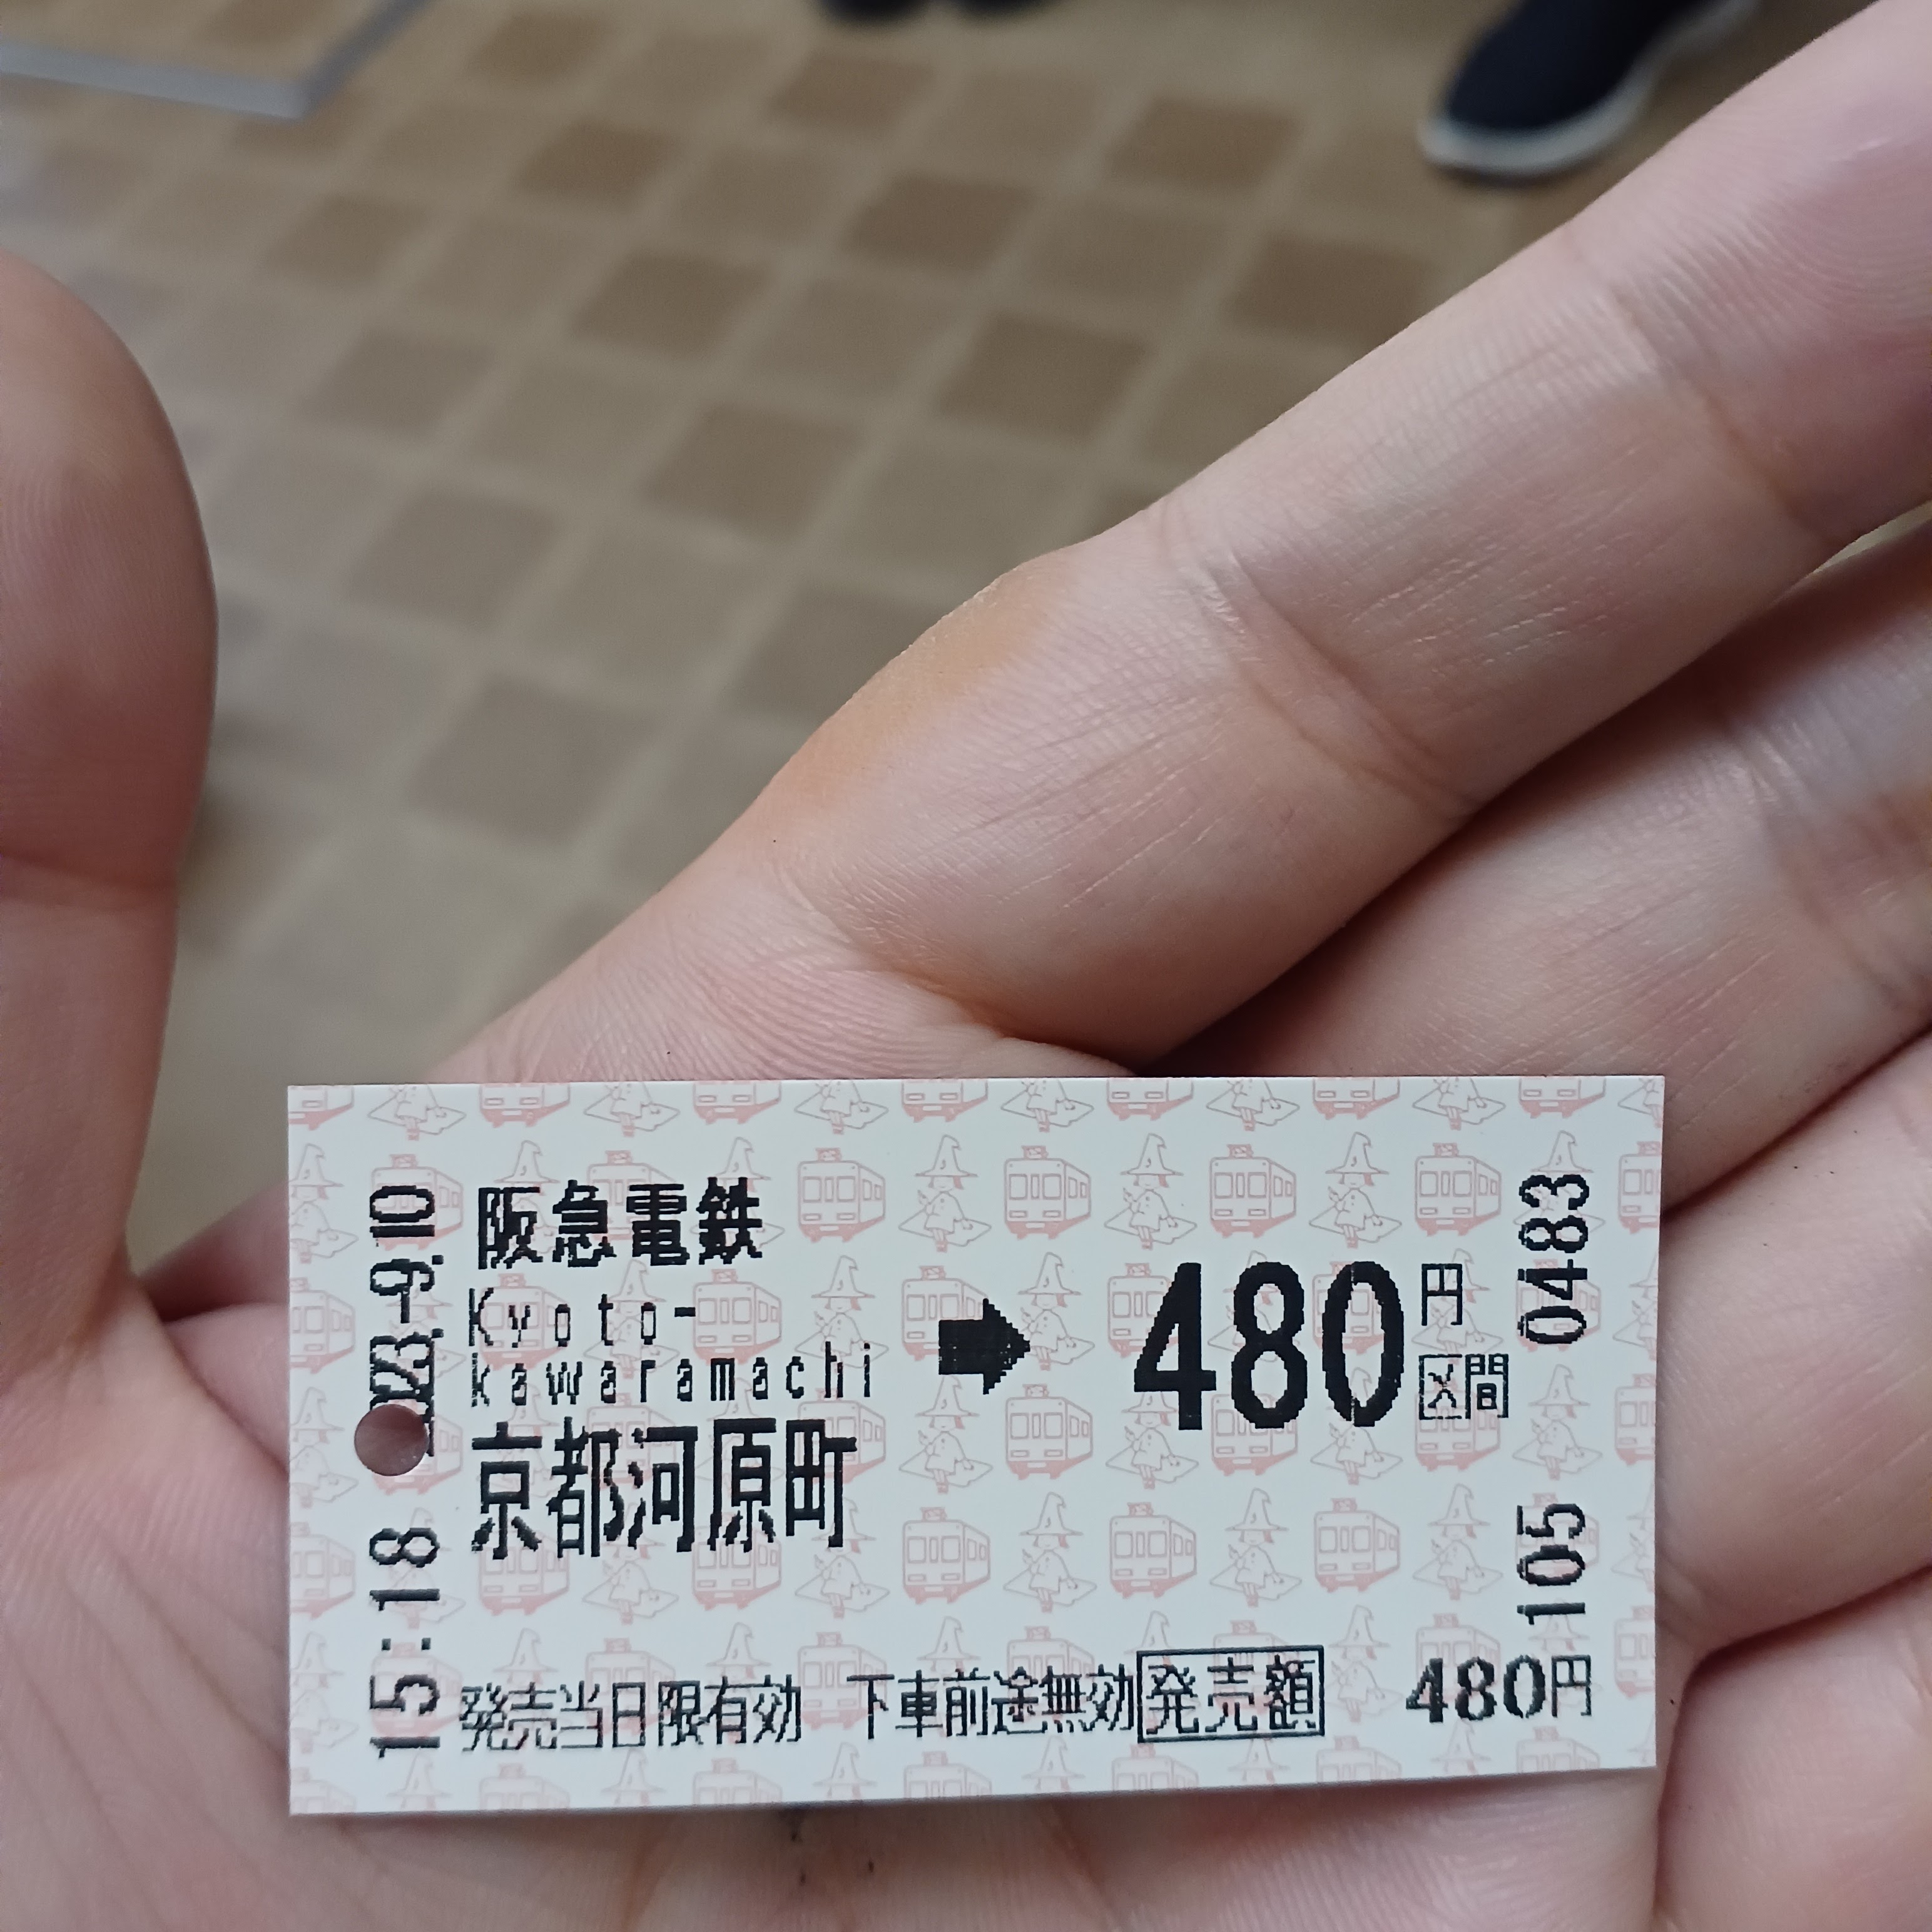 阪急電鉄
Kyoto-
kawaramachi
京都河原町
➡ 480円区間
発売当日限有効 下車前途無効 発売額 480円
023.-9.10
15:18
0483
105